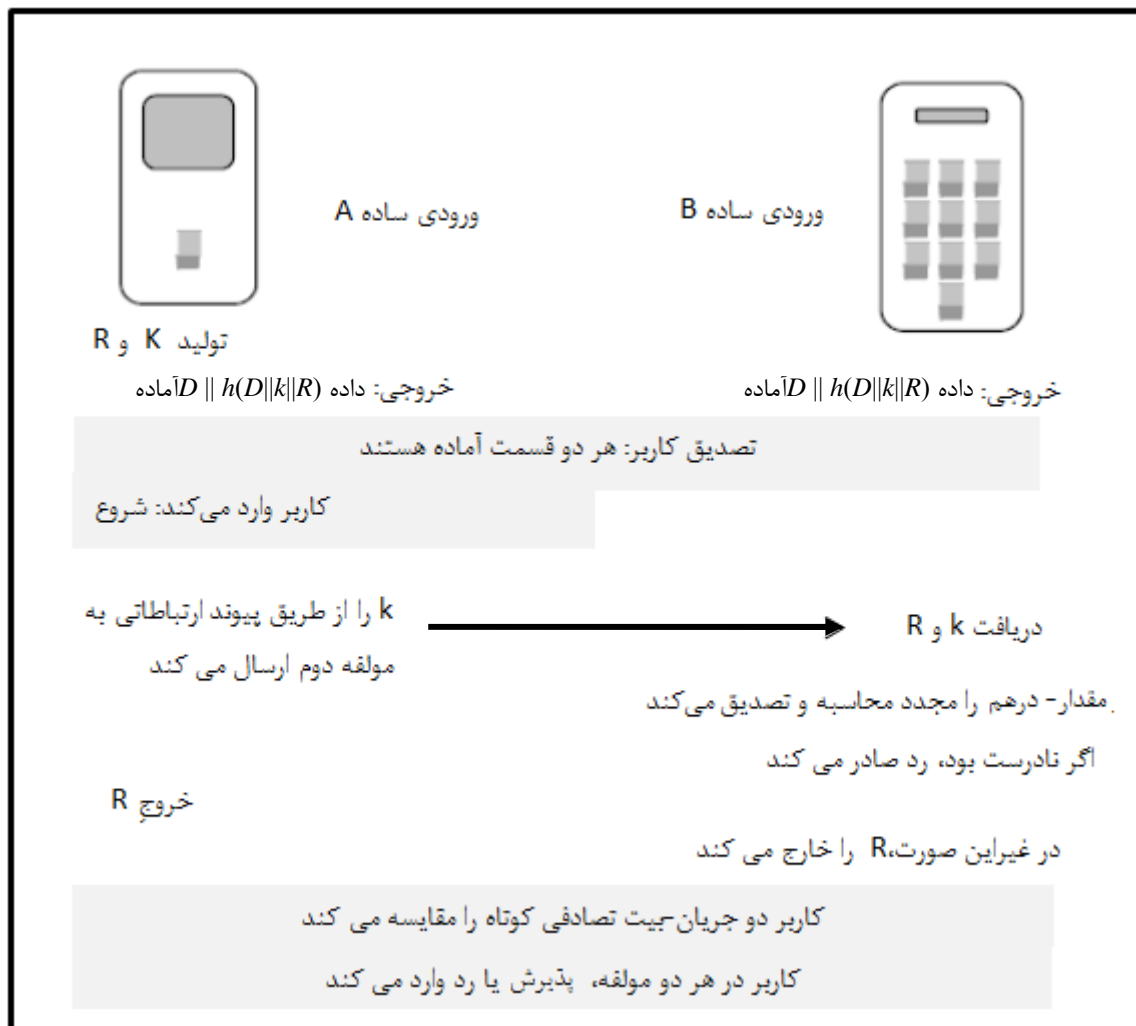 ورودی ساده A
ورودی ساده B
تولید K و R
خروجی: داده D || h(D||k||R)آماده
خروجی: داده D || h(D||k||R)آماده
تصدیق کاربر: هر دو قسمت آماده هستند
کاربر وارد می‌کند: شروع
k را از طریق پیوند ارتباطاتی به
مولفه دوم ارسال می کند
دریافت k و R
مقدار- درهم را مجدد محاسبه و تصدیق می‌کند.
اگر نادرست بود، رد صادر می کند
خروجِ R
در غیراین صورت،R را خارج می کند
کاربر دو جریان-بیت تصادفی کوتاه را مقایسه می کند
کاربر در هر دو مولفه، پذیرش یا رد وارد می کند